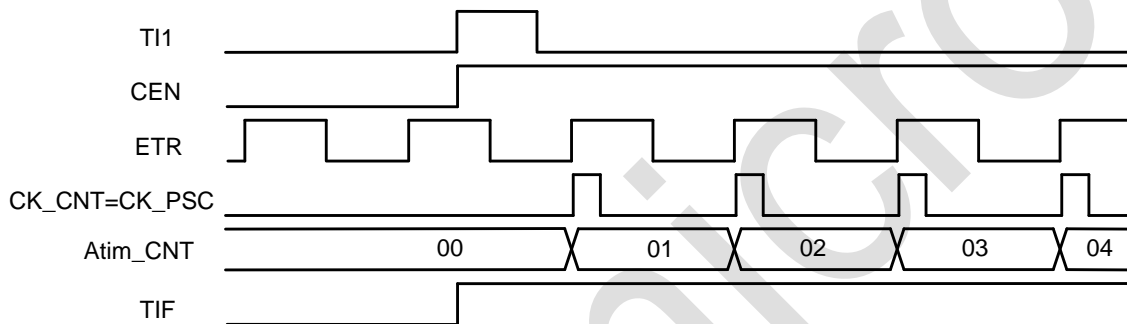 TI1
CEN
ETR
CK_CNT=CK_PSC
Atim_CNT 00 01 02 03 04
TIF